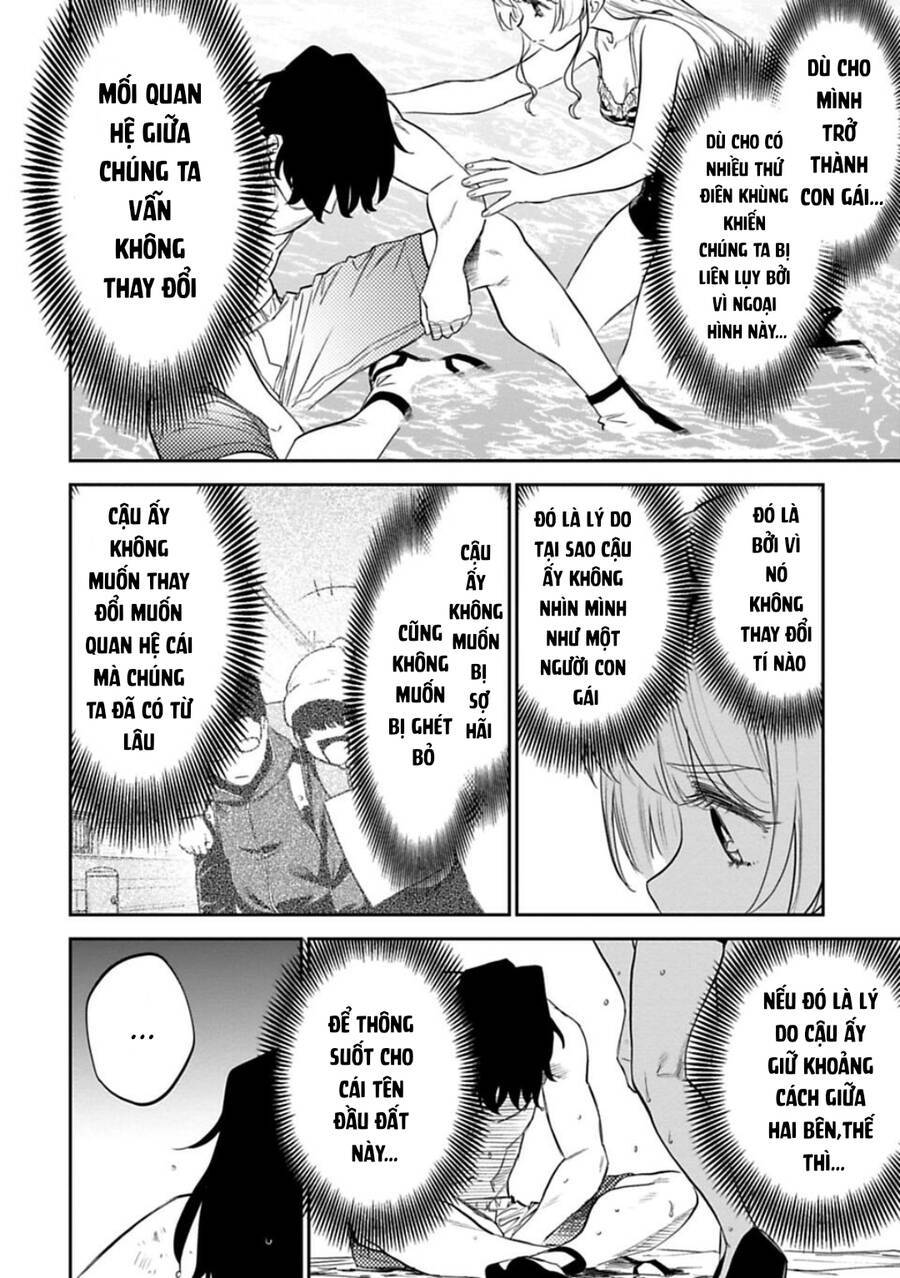 DÙ CHO
MÌNH
TRỞ
THÀNH
CON GÁI...
DÙ CHO CÓ
NHIỀU THỨ
ĐIÊN KHÙNG
KHIẾN
CHÚNG TA BỊ
LIÊN LỤY BỞI
VÌ NGOẠI
HÌNH NÀY...
MỐI QUAN
HỆ GIỮA
CHÚNG TA
VẪN
KHÔNG
THAY ĐỔI
ĐÓ LÀ
BỞI VÌ
NÓ
KHÔNG
THAY ĐỔI
TÍ NÀO
ĐÓ LÀ LÝ DO
TẠI SAO CẬU
ẤY KHÔNG
NHÌN MÌNH
NHƯ MỘT
NGƯỜI CON
GÁI
CẬU
ẤY
KHÔNG
MUỐN
BỊ
SỢ
HÃI
CŨNG
KHÔNG
MUỐN
BỊ GHÉT
BỎ
CẬU ẤY
KHÔNG
MUỐN THAY
ĐỔI MUỐN
QUAN HỆ CÁI
MÀ CHÚNG
TA ĐÃ CÓ TỪ
LÂU
NẾU ĐÓ LÀ LÝ
DO CẬU ẤY
GIỮ KHOẢNG
CÁCH GIỮA
HAI BÊN,THẾ
THÌ...
ĐỂ THÔNG
SUỐT CHO
CÁI TÊN
ĐẦU ĐẤT
NÀY...
...